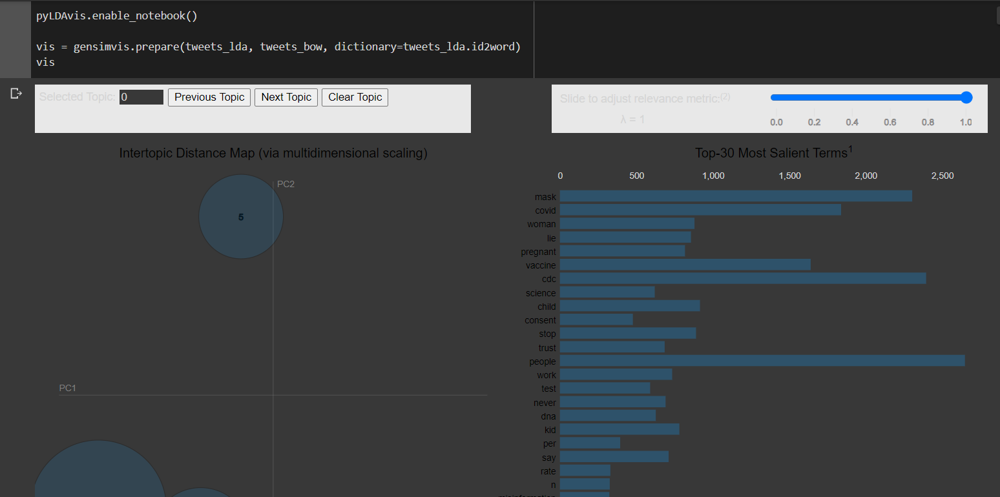 pyLDAvis.enable_notebook()
vis = gensimvis.prepare(tweets_lda, tweets_bow, dictionary=tweets_lda.id2word)
vis
Selected Topic: 0 Previous Topic Next Topic Clear Topic
Slide to adjust relevance metric:(2)
λ = 1
0.0 0.2 0.4 0.6 0.8 1.0
Intertopic Distance Map (via multidimensional scaling)
PC2
5
PC1
Top-30 Most Salient Terms1
0 500 1,000 1,500 2,000 2,500
mask
covid
woman
lie
pregnant
vaccine
cdc
science
child
consent
stop
trust
people
work
test
never
dna
kid
per
say
rate
n
misinformation